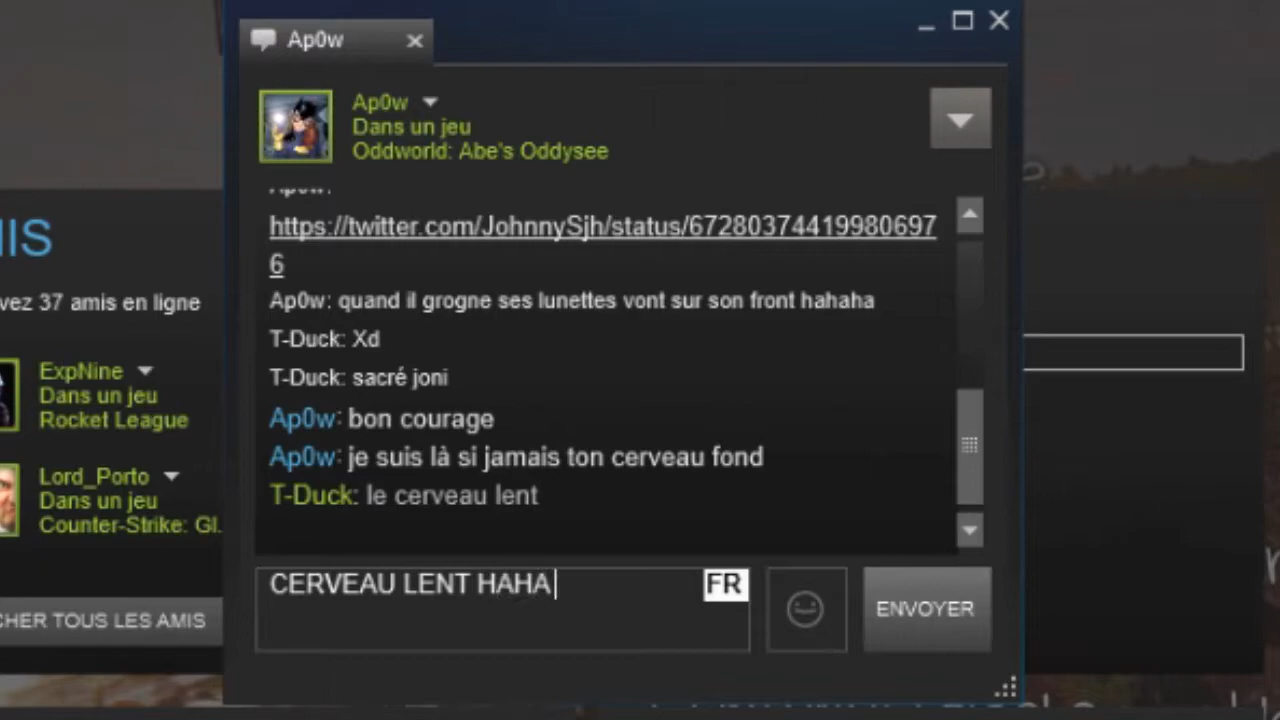 Ap0w
Ap0w
Dans un jeu
Oddworld: Abe's Oddysee
https://twitter.com/JohnnySjh/status/67280374419980697
6
Ap0w: quand il grogne ses lunettes vont sur son front hahaha
T-Duck: Xd
T-Duck: sacré joni
Ap0w: bon courage
Ap0w: je suis là si jamais ton cerveau fond
T-Duck: le cerveau lent
CERVEAU LENT HAHA
FR
ENVOYER
IIS
vez 37 amis en ligne
ExpNine
Dans un jeu
Rocket League
Lord_Porto
Dans un jeu
Counter-Strike: Gl..
CHER TOUS LES AMIS